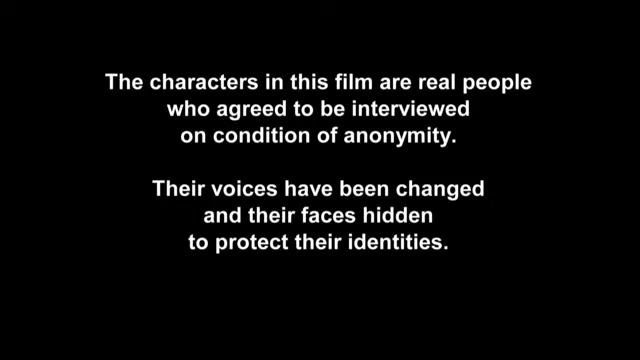 The characters in this film are real people
who agreed to be interviewed
on condition of anonymity.
Their voices have been changed
and their faces hidden
to protect their identities.